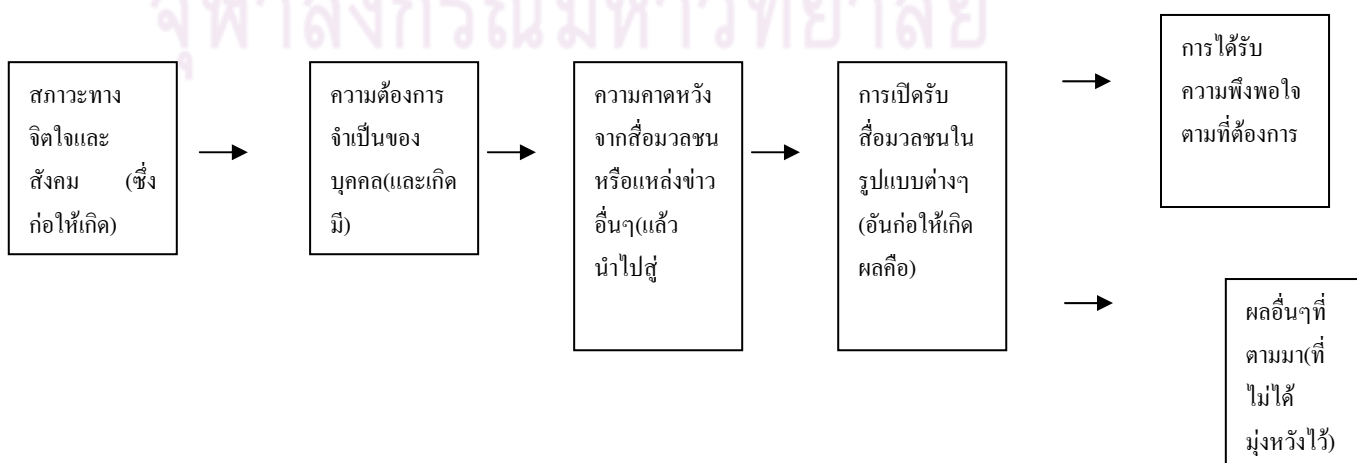 จุฬาลงกรณ์มหาวิทยาลัย
สภาวะทาง
จิตใจและ
สังคม (ซึ่ง
ก่อให้เกิด)
ความต้องการ
จำเป็นของ
บุคคล(และเกิด
มี)
ความคาดหวัง
จากสื่อมวลชน
หรือแหล่งข่าว
อื่นๆ(แล้ว
นำไปสู่
การเปิดรับ
สื่อมวลชนใน
รูปแบบต่างๆ
(อันก่อให้เกิด
ผลคือ)
การได้รับ
ความพึงพอใจ
ตามที่ต้องการ
ผลอื่นๆที่
ตามมา(ที่
ไม่ได้
มุ่งหวังไว้)